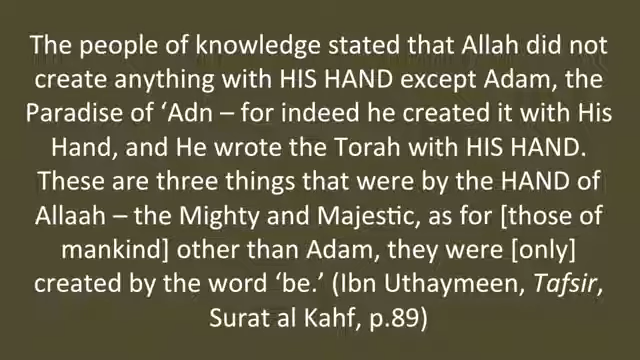 The people of knowledge stated that Allah did not
create anything with HIS HAND except Adam, the
Paradise of ‘Adn – for indeed he created it with His
Hand, and He wrote the Torah with HIS HAND.
These are three things that were by the HAND of
Allaah – the Mighty and Majestic, as for [those of
mankind] other than Adam, they were [only]
created by the word ‘be.’ (Ibn Uthaymeen, Tafsir,
Surat al Kahf, p.89)